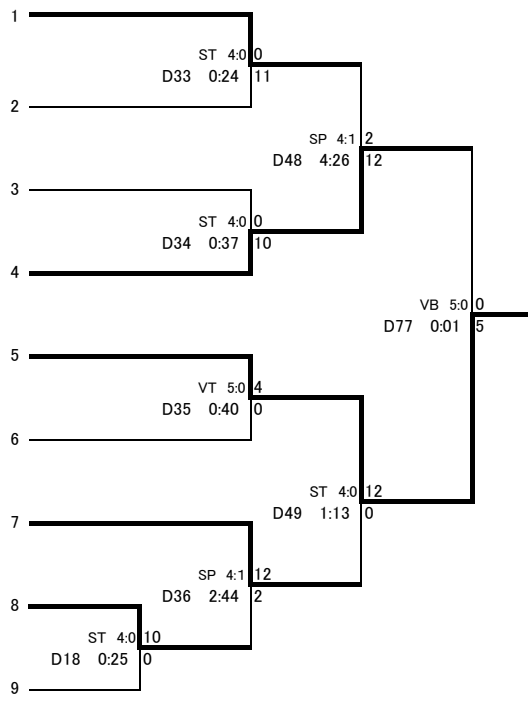 1
ST 4:0 0
D33 0:24 11
2
SP 4:1 2
D48 4:26 12
3
ST 4:0 0
D34 0:37 10
4
VB 5:0 0
D77 0:01 5
5
VT 5:0 4
D35 0:40 0
6
ST 4:0 12
D49 1:13 0
7
SP 4:1 12
D36 2:44 2
8
ST 4:0 10
D18 0:25 0
9